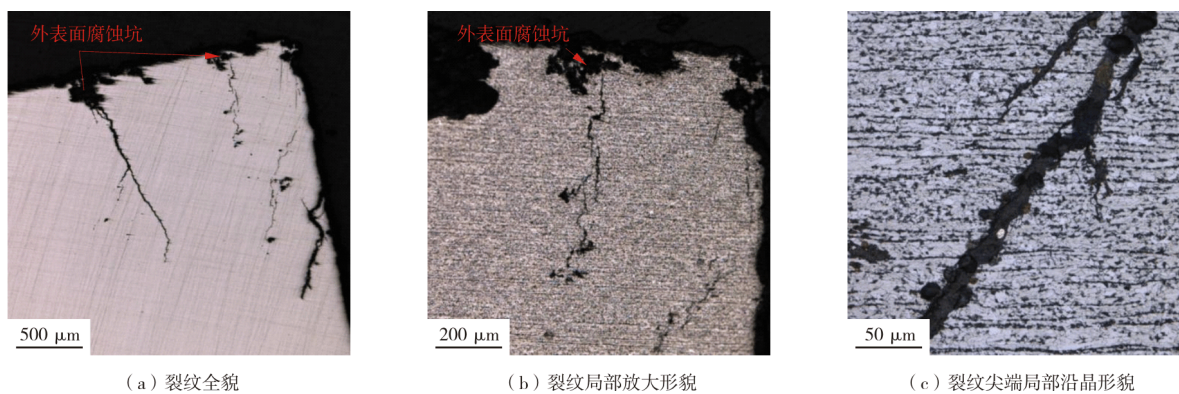 外表面腐蚀坑
外表面腐蚀坑
500 μm
200 μm
50 μm
（a）裂纹全貌
（b）裂纹局部放大形貌
（c）裂纹尖端局部沿晶形貌